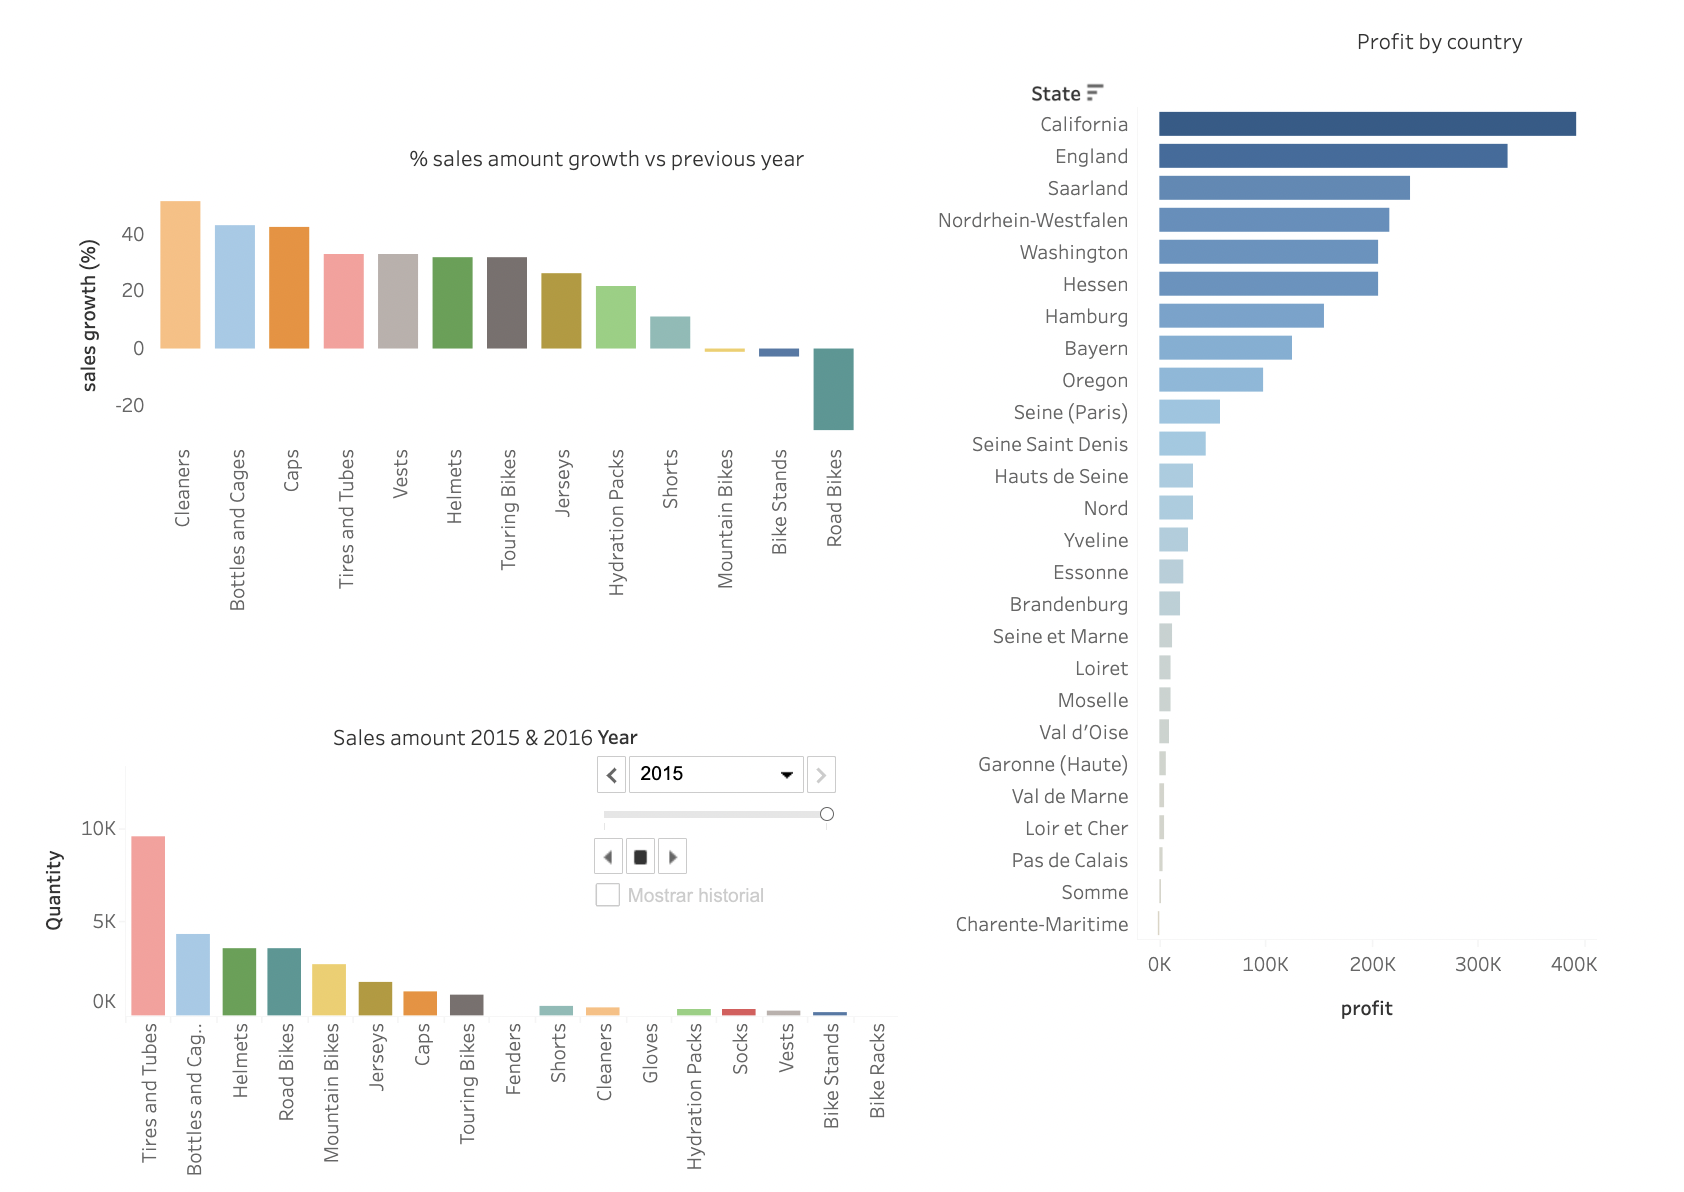 % sales amount growth vs previous year
sales growth (%)
40
20
0
-20
Cleaners
Bottles and Cages
Caps
Tires and Tubes
Vests
Helmets
Touring Bikes
Jerseys
Hydration Packs
Shorts
Mountain Bikes
Bike Stands
Road Bikes
Sales amount 2015 & 2016
Year
2015
Mostrar historial
Quantity
10K
5K
0K
Tires and Tubes
Bottles and Cag..
Helmets
Road Bikes
Mountain Bikes
Jerseys
Caps
Touring Bikes
Fenders
Shorts
Cleaners
Gloves
Hydration Packs
Socks
Vests
Bike Stands
Bike Racks
Profit by country
State
California
England
Saarland
Nordrhein-Westfalen
Washington
Hessen
Hamburg
Bayern
Oregon
Seine (Paris)
Seine Saint Denis
Hauts de Seine
Nord
Yveline
Essonne
Brandenburg
Seine et Marne
Loiret
Moselle
Val d'Oise
Garonne (Haute)
Val de Marne
Loir et Cher
Pas de Calais
Somme
Charente-Maritime
0K 100K 200K 300K 400K
profit